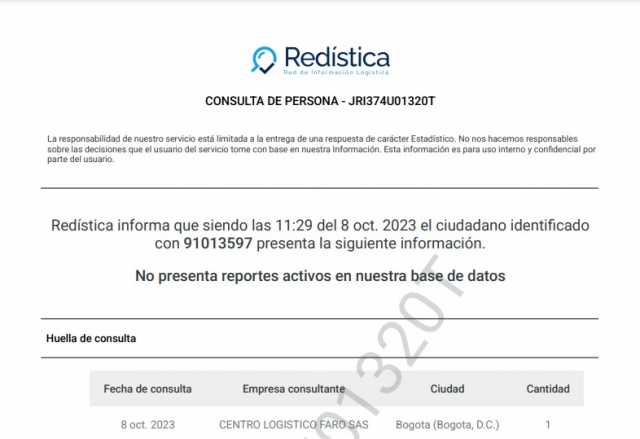 Redística
Red de Información Logística
CONSULTA DE PERSONA - JRI374U01320T
La responsabilidad de nuestro servicio está limitada a la entrega de una respuesta de carácter Estadístico. No nos hacemos responsables
sobre las decisiones que el usuario del servicio tome con base en nuestra Información. Esta información es para uso interno y confidencial por
parte del usuario.
Redística informa que siendo las 11:29 del 8 oct. 2023 el ciudadano identificado
con 91013597 presenta la siguiente información.
No presenta reportes activos en nuestra base de datos
Huella de consulta
Fecha de consulta Empresa consultante Ciudad Cantidad
8 oct. 2023 CENTRO LOGISTICO FARO SAS Bogota (Bogota, D.C.) 1
01320T